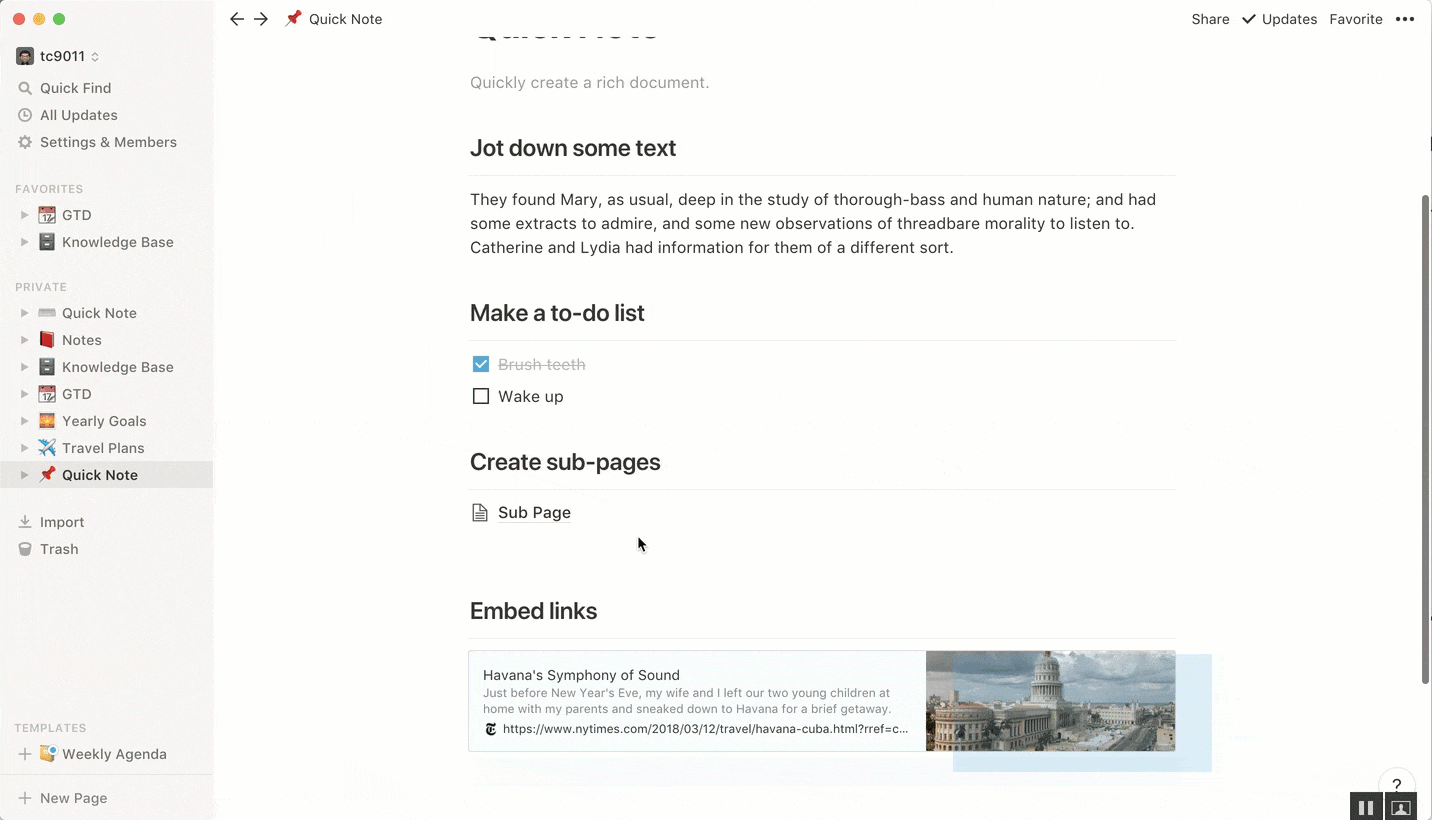 Quick Note
Share
Updates
Favorite
tc9011
Quick Find
All Updates
Settings & Members
FAVORITES
GTD
Knowledge Base
PRIVATE
Quick Note
Notes
Knowledge Base
GTD
Yearly Goals
Travel Plans
Quick Note
Import
Trash
TEMPLATES
Weekly Agenda
New Page
Quick Note
Quickly create a rich document.
Jot down some text
They found Mary, as usual, deep in the study of thorough-bass and human nature; and had
some extracts to admire, and some new observations of threadbare morality to listen to.
Catherine and Lydia had information for them of a different sort.
Make a to-do list
Brush teeth
Wake up
Create sub-pages
Sub Page
Embed links
Havana's Symphony of Sound
Just before New Year's Eve, my wife and I left our two young children at
home with my parents and sneaked down to Havana for a brief getaway.
https://www.nytimes.com/2018/03/12/travel/havana-cuba.html?rref=c...
?